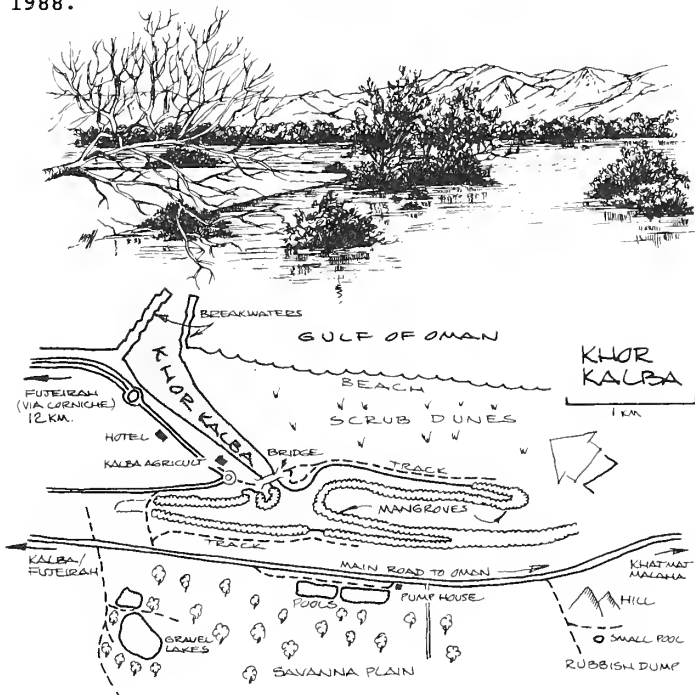 1988.
BREAKWATERS
GULF OF OMAN
KHOR KALBA
KHOR
KALBA
1 KM
BEACH
FUJEIRAH
(VIA CORNICHE)
12 KM.
SCRUB DUNES
HOTEL
KALBA AGRICULT
BRIDGE
TRACK
MANGROVES
TRACK
KALBA/
FUJEIRAH
MAIN ROAD TO OMAN
KHATMAT
MALAHA
POOLS
PUMP HOUSE
HILL
GRAVEL
LAKES
SMALL POOL
SAVANNA PLAIN
RUBBISH DUMP